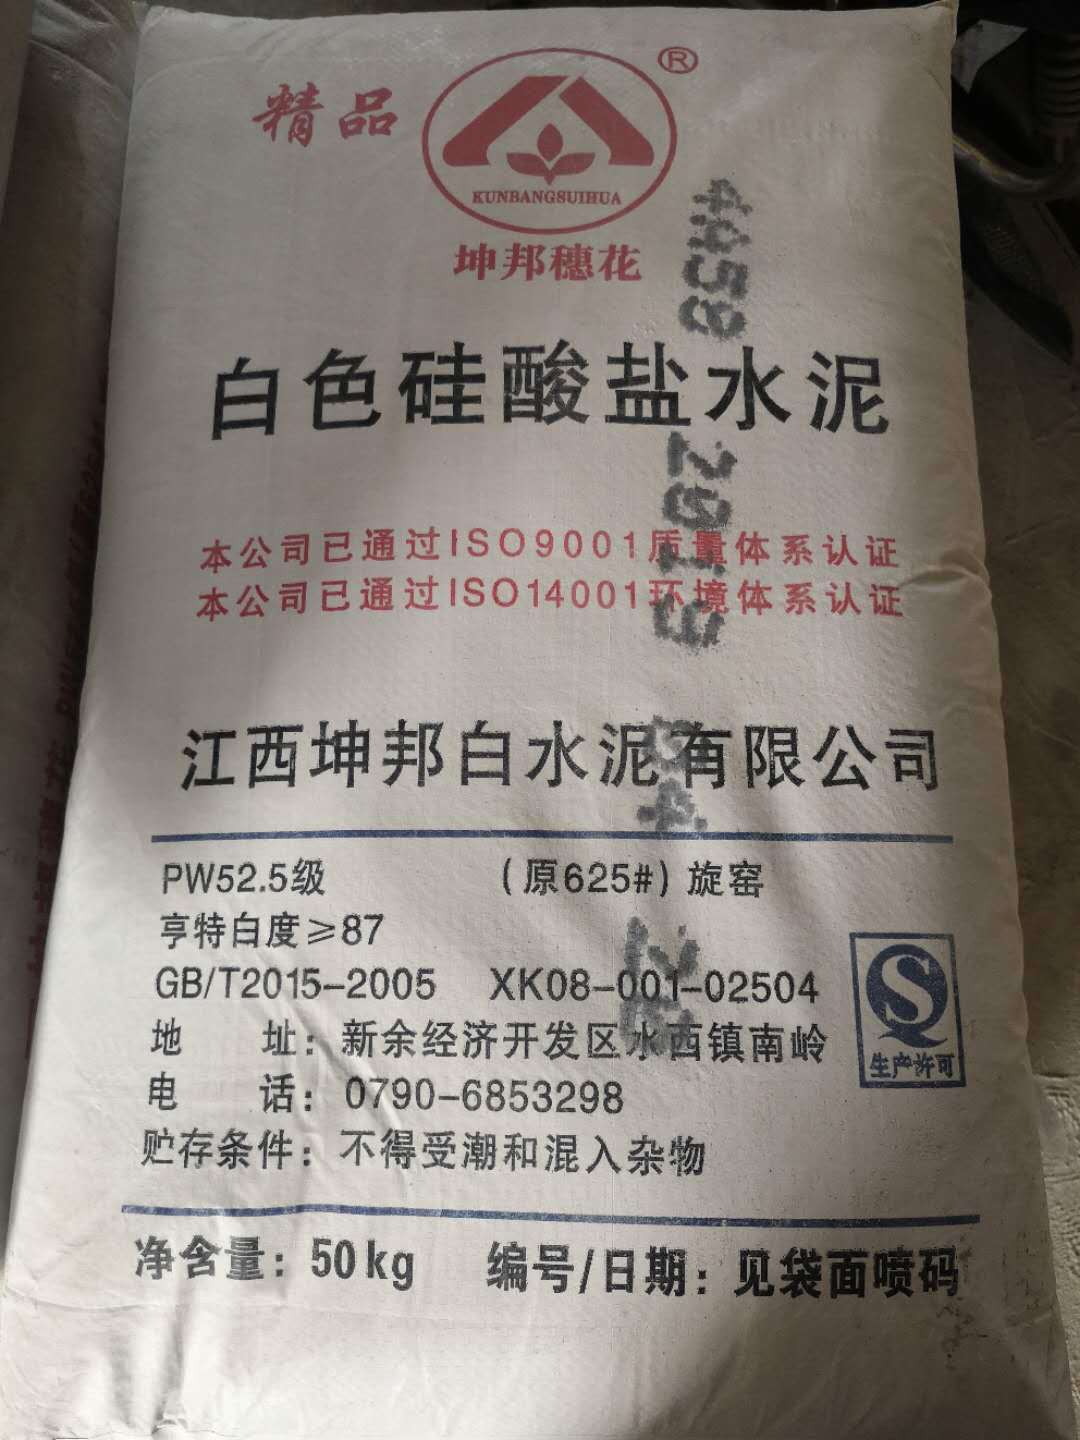 精品
®
KUNBANGSUIHUA
坤邦穗花
白色硅酸盐水泥
本公司已通过ISO9001质量体系认证
本公司已通过ISO14001环境体系认证
江西坤邦白水泥有限公司
PW52.5级 (原625#) 旋窑
亨特白度≥87
GB/T2015-2005 XK08-001-02504
地 址：新余经济开发区水西镇南岭
电 话：0790-6853298
贮存条件：不得受潮和混入杂物
生产许可
净含量：50kg 编号/日期：见袋面喷码